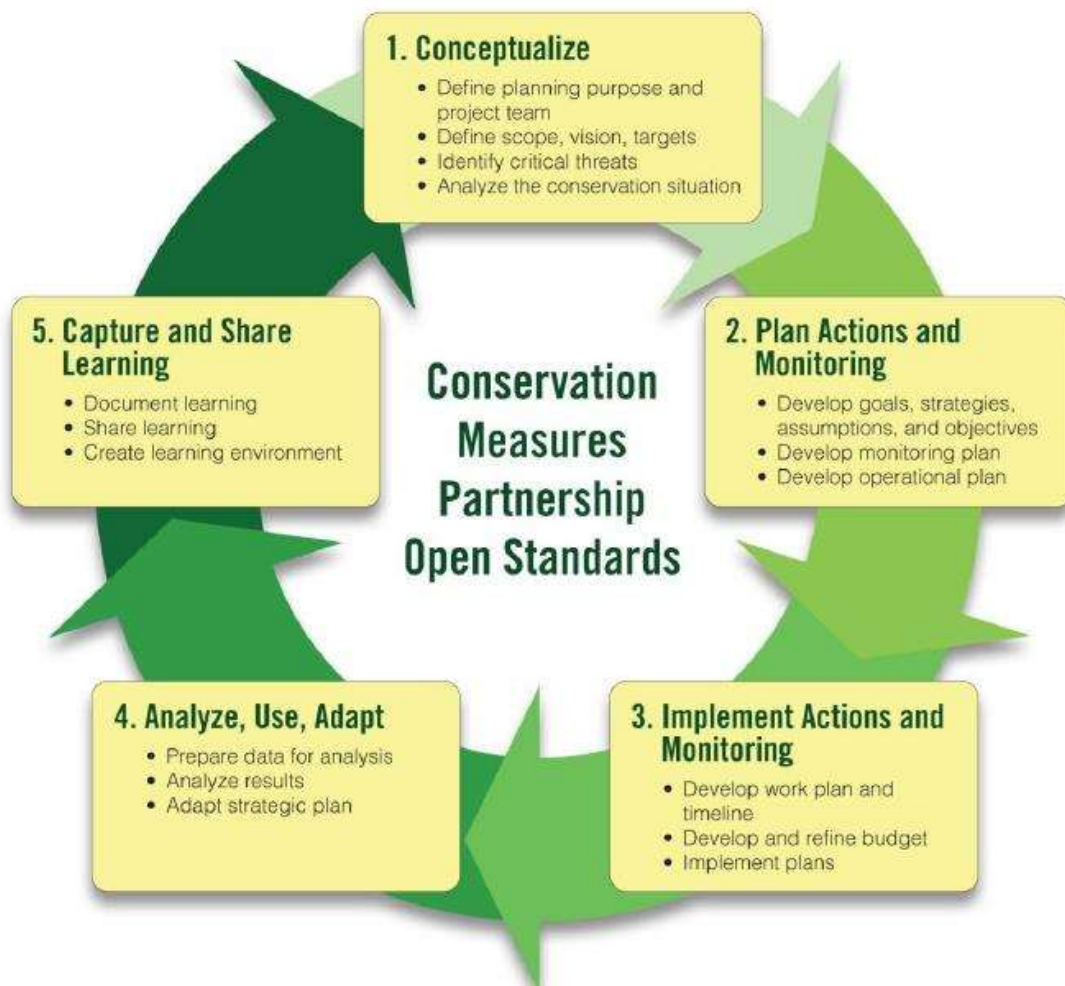 1. Conceptualize
• Define planning purpose and
project team
• Define scope, vision, targets
• Identify critical threats
• Analyze the conservation situation
2. Plan Actions and
Monitoring
• Develop goals, strategies,
assumptions, and objectives
• Develop monitoring plan
• Develop operational plan
3. Implement Actions and
Monitoring
• Develop work plan and
timeline
• Develop and refine budget
• Implement plans
4. Analyze, Use, Adapt
• Prepare data for analysis
• Analyze results
• Adapt strategic plan
5. Capture and Share
Learning
• Document learning
• Share learning
• Create learning environment
Conservation
Measures
Partnership
Open Standards